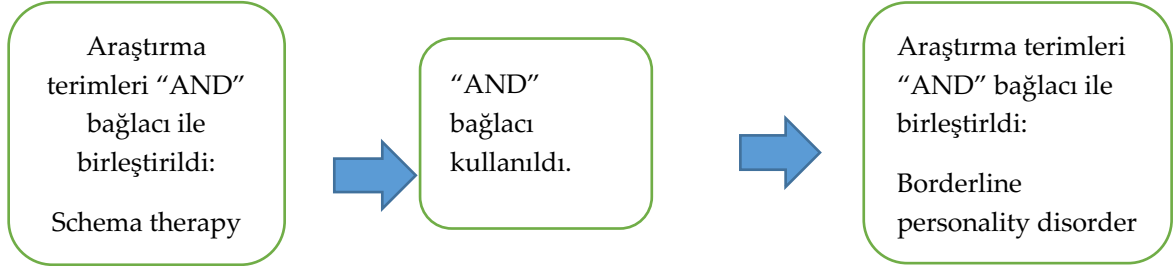 Araştırma
terimleri “AND”
bağlacı ile
birleştirildi:
Schema therapy
“AND”
bağlacı
kullanıldı.
Araştırma terimleri
“AND” bağlacı ile
birleştirldi:
Borderline
personality disorder